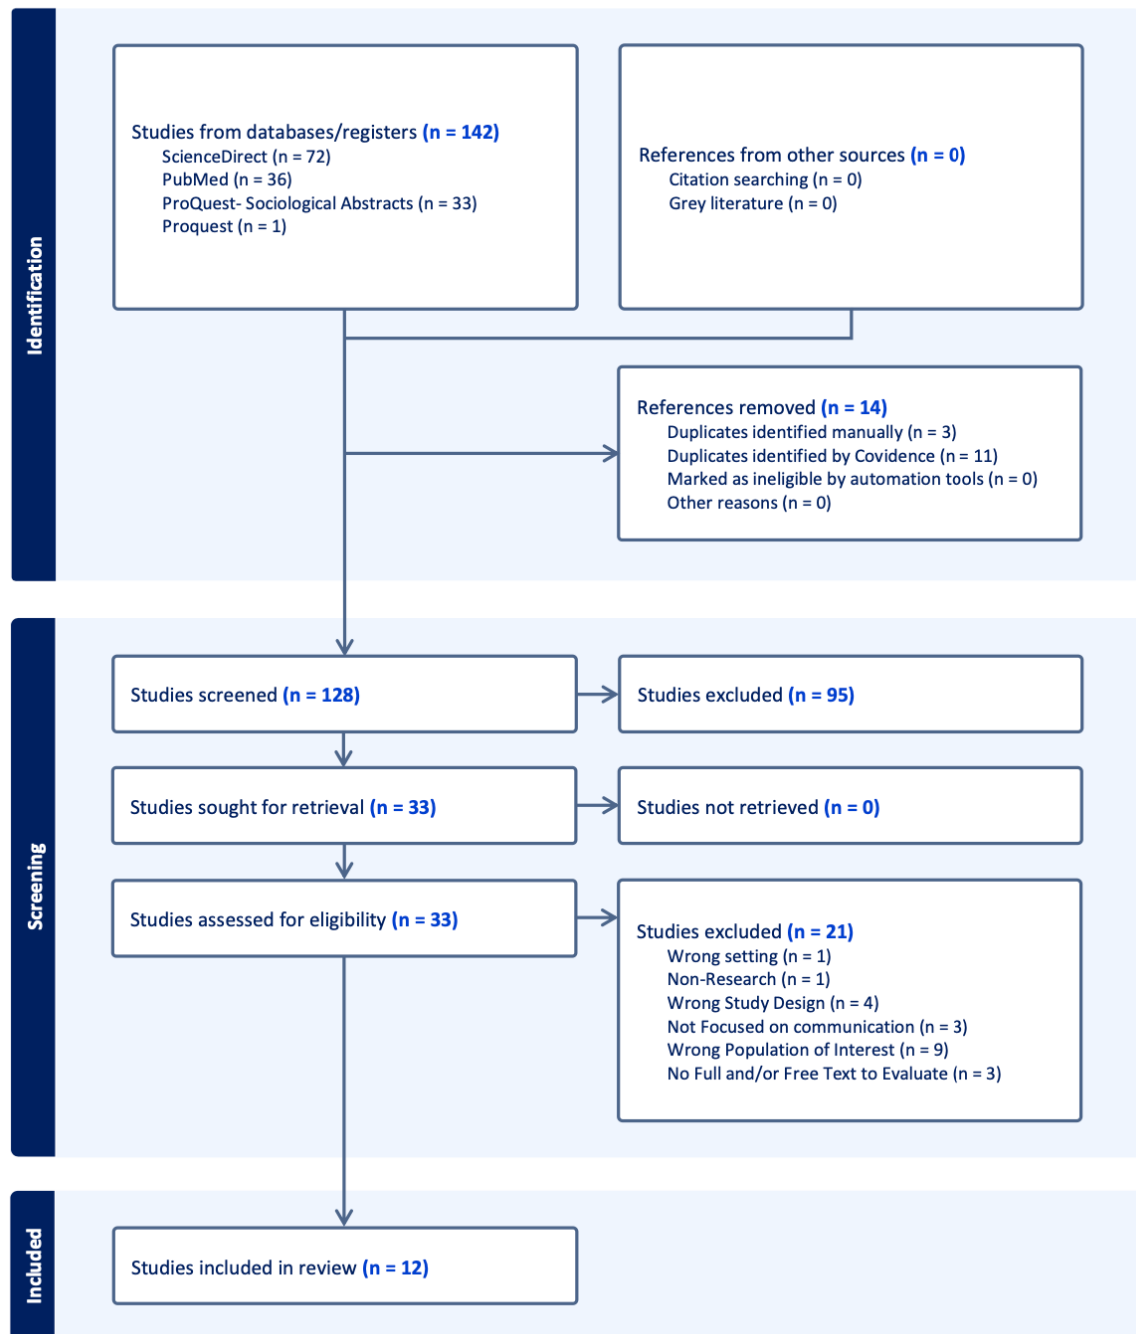 Identification
Studies from databases/registers (n = 142)
ScienceDirect (n = 72)
PubMed (n = 36)
ProQuest- Sociological Abstracts (n = 33)
Proquest (n = 1)
References from other sources (n = 0)
Citation searching (n = 0)
Grey literature (n = 0)
References removed (n = 14)
Duplicates identified manually (n = 3)
Duplicates identified by Covidence (n = 11)
Marked as ineligible by automation tools (n = 0)
Other reasons (n = 0)
Screening
Studies screened (n = 128)
Studies excluded (n = 95)
Studies sought for retrieval (n = 33)
Studies not retrieved (n = 0)
Studies assessed for eligibility (n = 33)
Studies excluded (n = 21)
Wrong setting (n = 1)
Non-Research (n = 1)
Wrong Study Design (n = 4)
Not Focused on communication (n = 3)
Wrong Population of Interest (n = 9)
No Full and/or Free Text to Evaluate (n = 3)
Included
Studies included in review (n = 12)